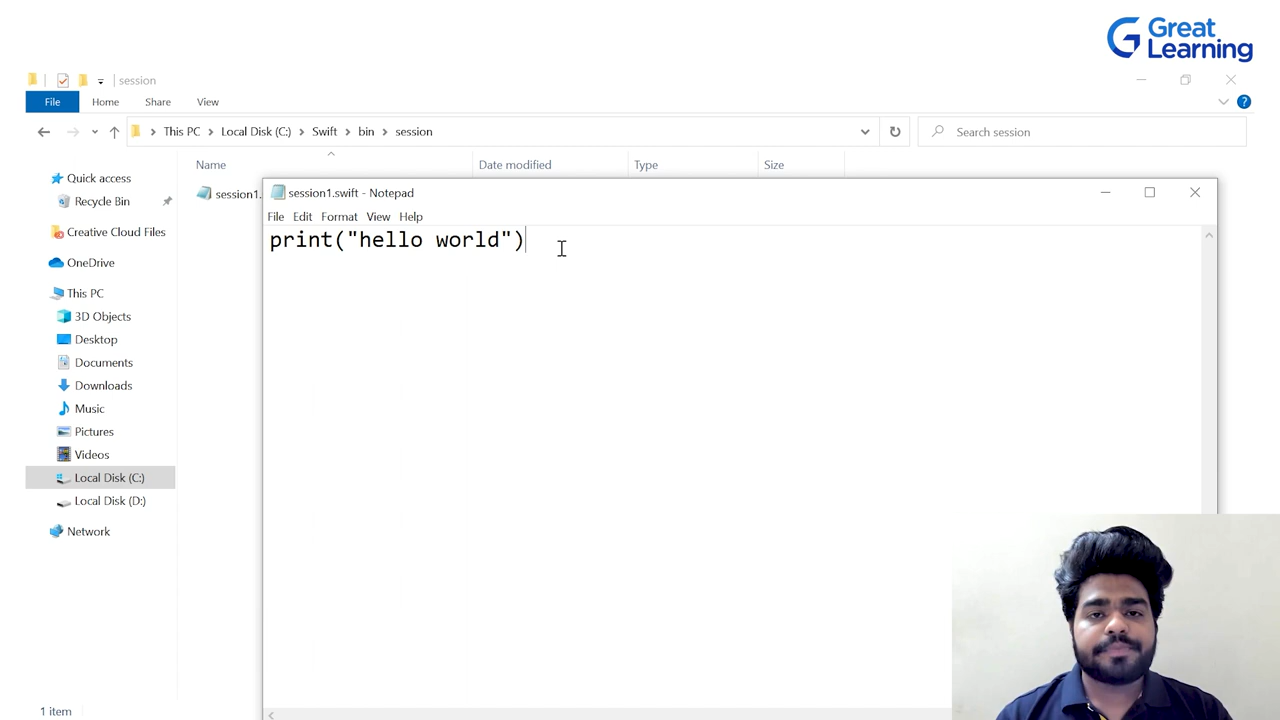 Great
Learning
session
File Home Share View
This PC Local Disk (C:) Swift bin session
Search session
Name Date modified Type Size
Quick access
Recycle Bin
Creative Cloud Files
OneDrive
This PC
3D Objects
Desktop
Documents
Downloads
Music
Pictures
Videos
Local Disk (C:)
Local Disk (D:)
Network
1 item
session1.
session1.swift - Notepad
File Edit Format View Help
print("hello world")